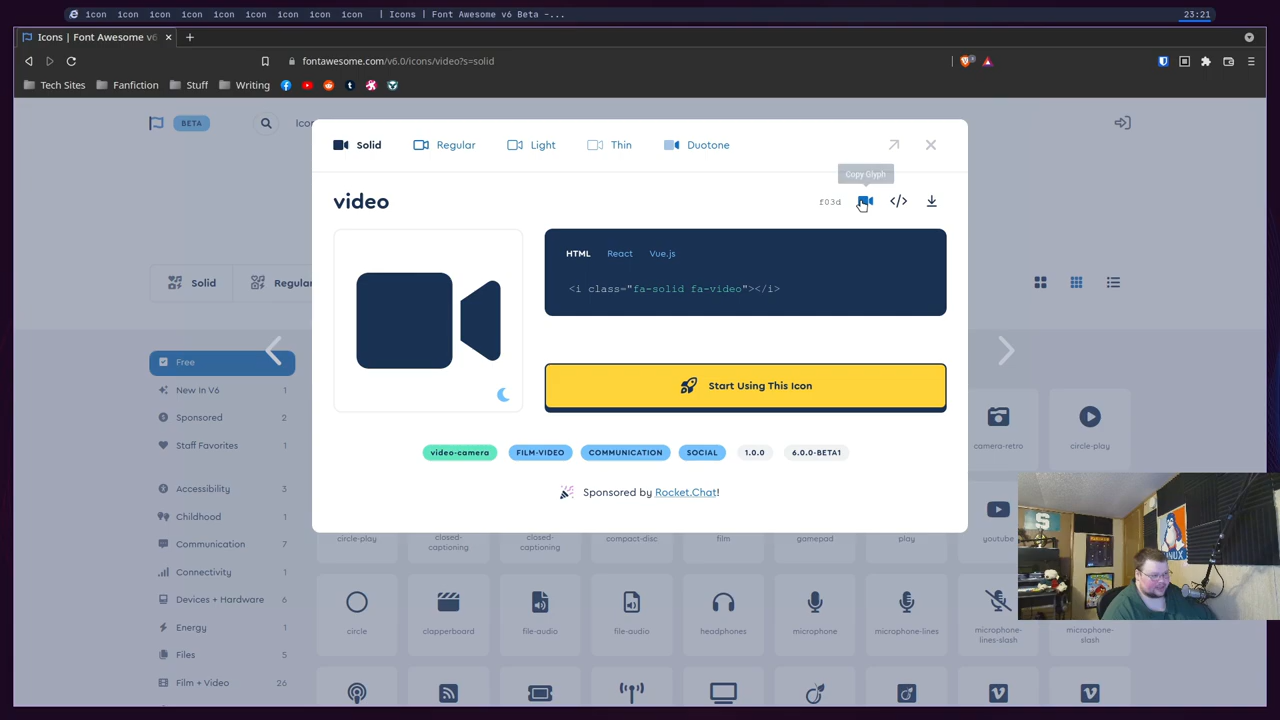 icon icon icon icon icon icon icon icon icon | Icons | Font Awesome v6 Beta -... 23:21
Icons | Font Awesome v6
fontawesome.com/v6.0/icons/video?s=solid
Tech Sites Fanfiction Stuff Writing
BETA Ico
Solid Regular Light Thin Duotone
Copy Glyph
video f03d
HTML React Vue.js
<i class="fa-solid fa-video"></i>
Solid Regular
Free
Start Using This Icon
New In V6 1
Sponsored 2
Staff Favorites 1
camera-retro circle-play
video-camera FILM-VIDEO COMMUNICATION SOCIAL 1.0.0 6.0.0-BETA1
Sponsored by Rocket.Chat!
Accessibility 3
Childhood 1
Communication 7
Connectivity 1
Devices + Hardware 6
Energy 1
Files 5
Film + Video 26
circle-play closed-captioning closed-captioning compact-disc film gamepad play youtube
circle clapperboard file-audio file-audio headphones microphone microphone-lines microphone-lines-slash microphone-slash
LINUX